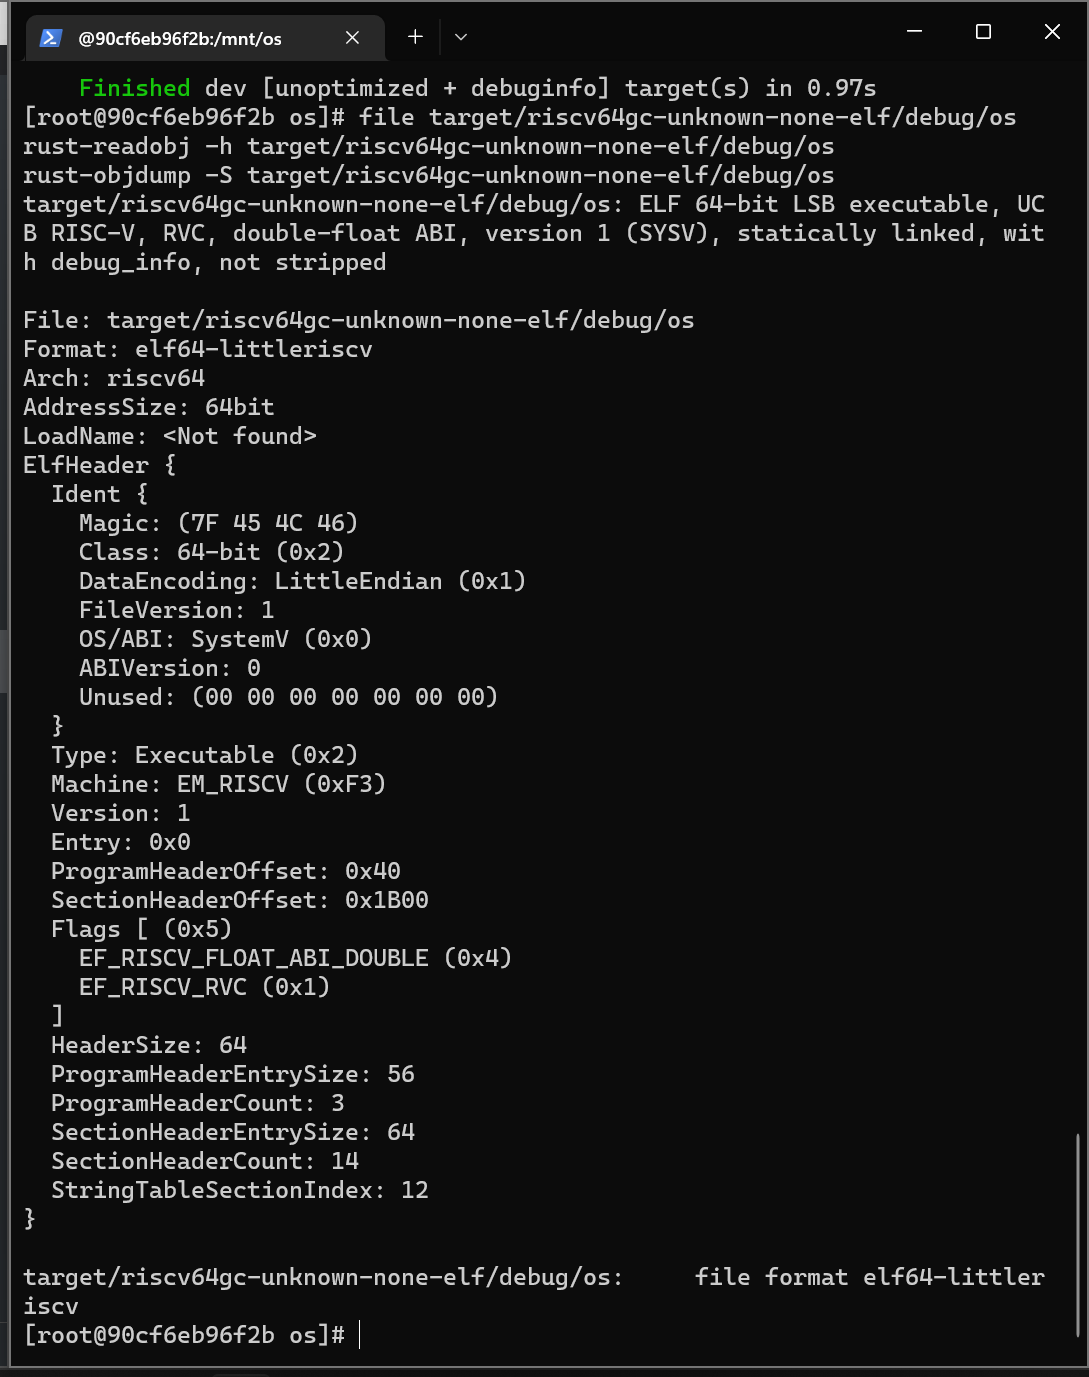 @90cf6eb96f2b:/mnt/os
    Finished dev [unoptimized + debuginfo] target(s) in 0.97s
[root@90cf6eb96f2b os]# file target/riscv64gc-unknown-none-elf/debug/os
rust-readobj -h target/riscv64gc-unknown-none-elf/debug/os
rust-objdump -S target/riscv64gc-unknown-none-elf/debug/os
target/riscv64gc-unknown-none-elf/debug/os: ELF 64-bit LSB executable, UC
B RISC-V, RVC, double-float ABI, version 1 (SYSV), statically linked, wit
h debug_info, not stripped

File: target/riscv64gc-unknown-none-elf/debug/os
Format: elf64-littleriscv
Arch: riscv64
AddressSize: 64bit
LoadName: <Not found>
ElfHeader {
  Ident {
    Magic: (7F 45 4C 46)
    Class: 64-bit (0x2)
    DataEncoding: LittleEndian (0x1)
    FileVersion: 1
    OS/ABI: SystemV (0x0)
    ABIVersion: 0
    Unused: (00 00 00 00 00 00 00)
  }
  Type: Executable (0x2)
  Machine: EM_RISCV (0xF3)
  Version: 1
  Entry: 0x0
  ProgramHeaderOffset: 0x40
  SectionHeaderOffset: 0x1B00
  Flags [ (0x5)
    EF_RISCV_FLOAT_ABI_DOUBLE (0x4)
    EF_RISCV_RVC (0x1)
  ]
  HeaderSize: 64
  ProgramHeaderEntrySize: 56
  ProgramHeaderCount: 3
  SectionHeaderEntrySize: 64
  SectionHeaderCount: 14
  StringTableSectionIndex: 12
}

target/riscv64gc-unknown-none-elf/debug/os:     file format elf64-littler
iscv
[root@90cf6eb96f2b os]#